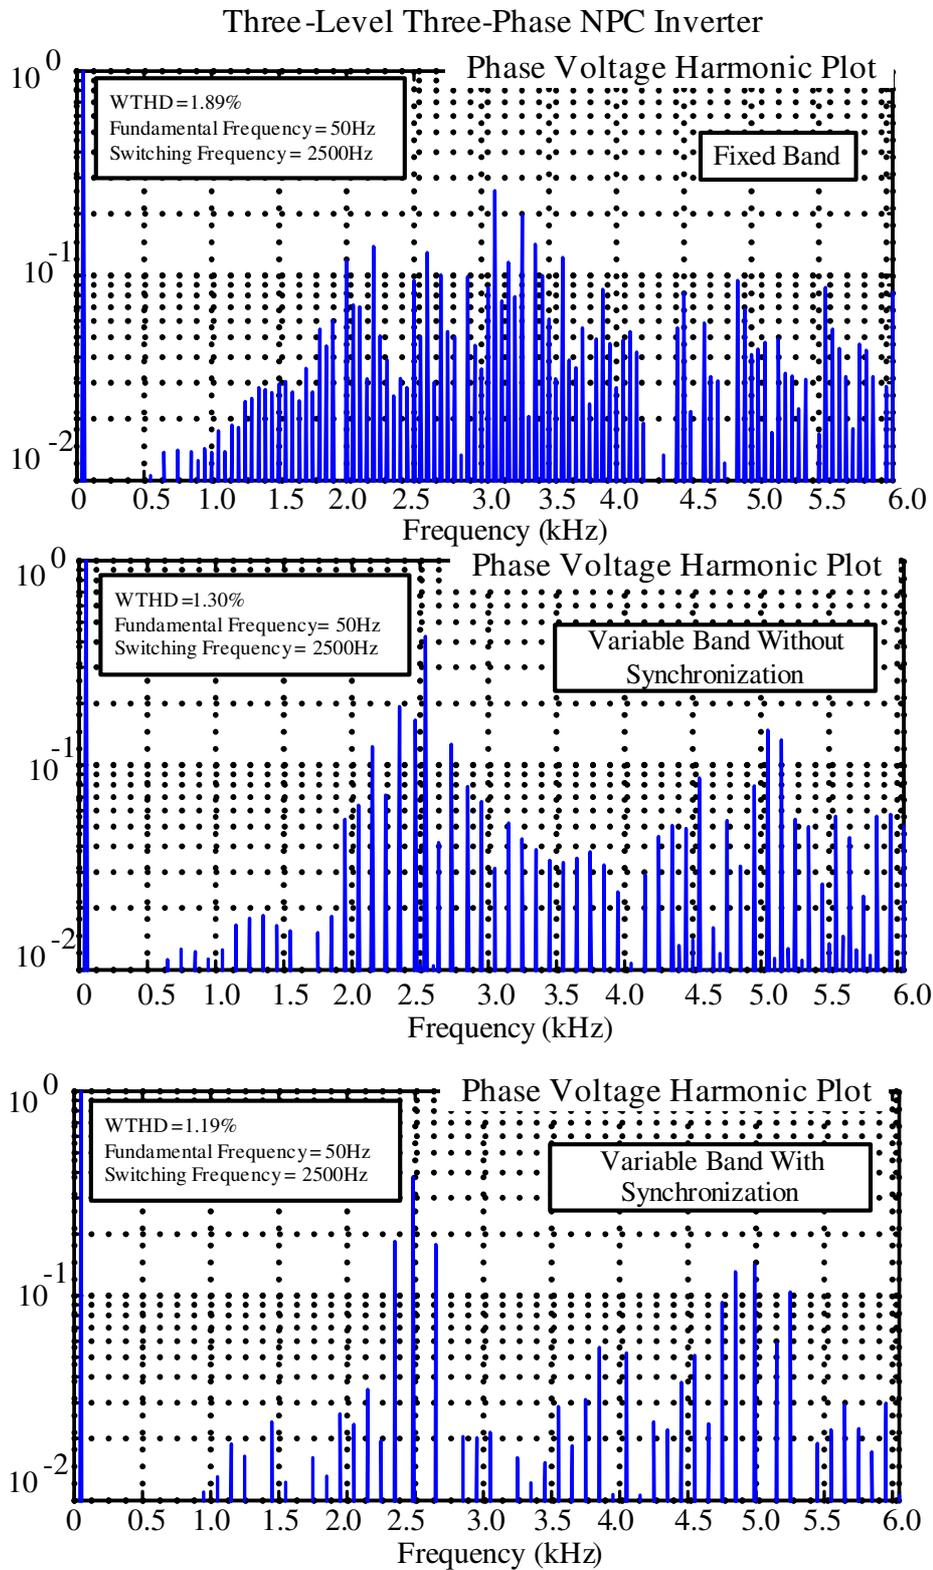 Three-Level Three-Phase NPC Inverter
Phase Voltage Harmonic Plot
WTHD=1.89%
Fundamental Frequency= 50Hz
Switching Frequency= 2500Hz
Fixed Band
10^0
10^-1
10^-2
0 0.5 1.0 1.5 2.0 2.5 3.0 3.5 4.0 4.5 5.0 5.5 6.0
Frequency (kHz)
Phase Voltage Harmonic Plot
WTHD=1.30%
Fundamental Frequency= 50Hz
Switching Frequency= 2500Hz
Variable Band Without
Synchronization
10^0
10^-1
10^-2
0 0.5 1.0 1.5 2.0 2.5 3.0 3.5 4.0 4.5 5.0 5.5 6.0
Frequency (kHz)
Phase Voltage Harmonic Plot
WTHD=1.19%
Fundamental Frequency= 50Hz
Switching Frequency= 2500Hz
Variable Band With
Synchronization
10^0
10^-1
10^-2
0 0.5 1.0 1.5 2.0 2.5 3.0 3.5 4.0 4.5 5.0 5.5 6.0
Frequency (kHz)